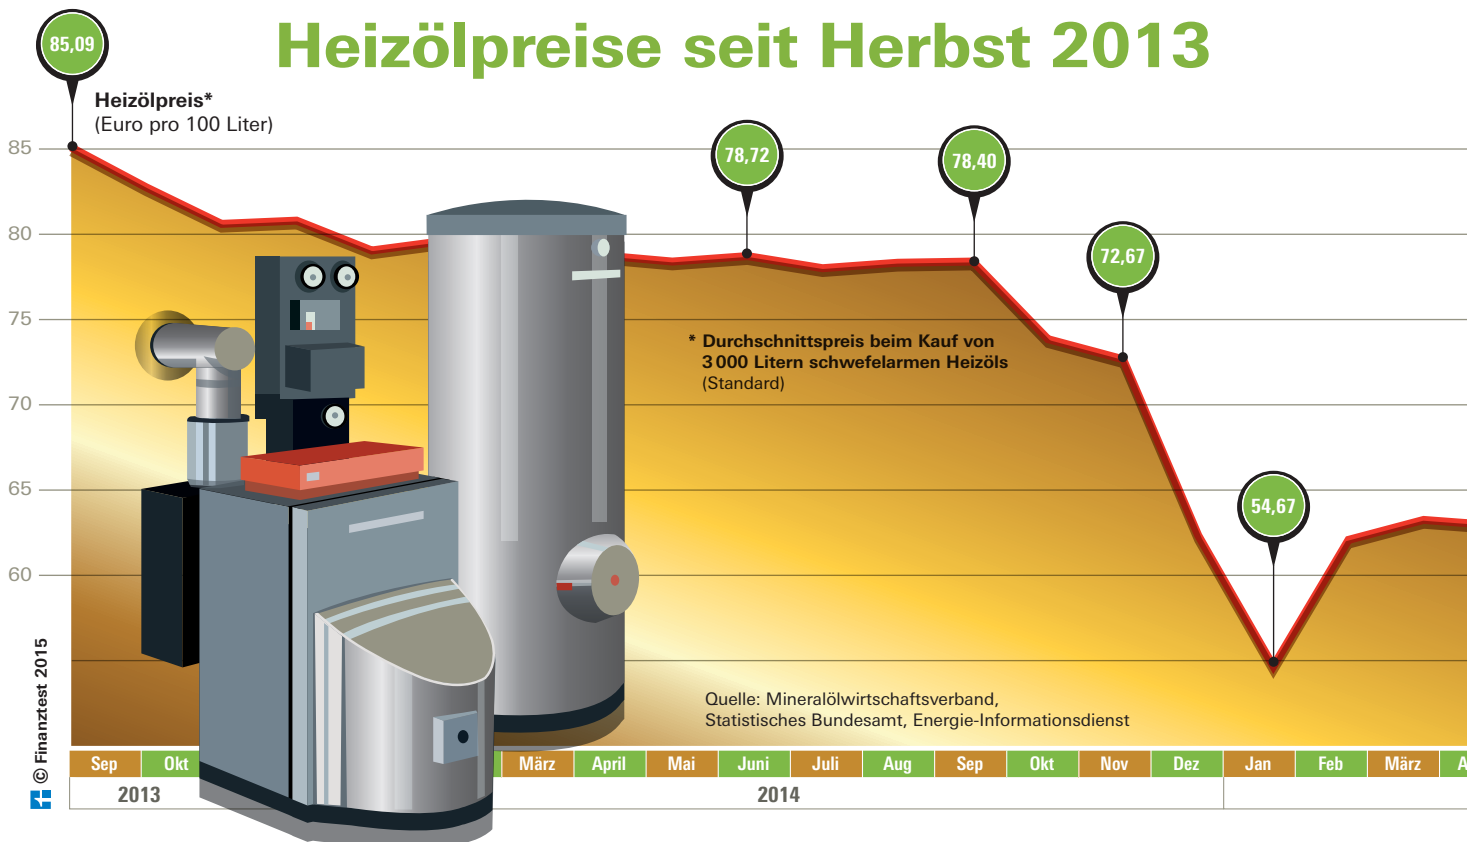 Heizölpreise seit Herbst 2013
85,09
Heizölpreis*
(Euro pro 100 Liter)
78,72
78,40
72,67
54,67
85
80
75
70
65
60
* Durchschnittspreis beim Kauf von
3 000 Litern schwefelarmen Heizöls
(Standard)
Quelle: Mineralölwirtschaftsverband,
Statistisches Bundesamt, Energie-Informationsdienst
© Finanztest 2015
Sep Okt März April Mai Juni Juli Aug Sep Okt Nov Dez Jan Feb März A
2013 2014